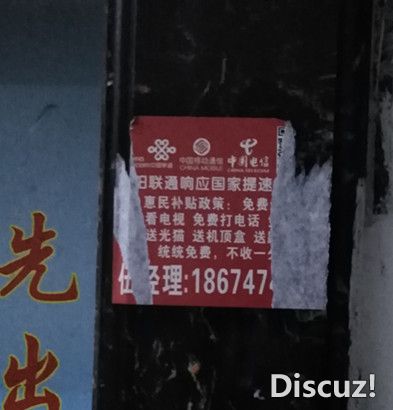 中国移动通信 中国电信
CHINA MOBILE CHINA TELECOM
阳联通响应国家提速
惠民补贴政策: 免费
看电视 免费打电话
送光猫 送机顶盒 送
统统免费, 不收一分
经理:186747
先
出
Discuz!